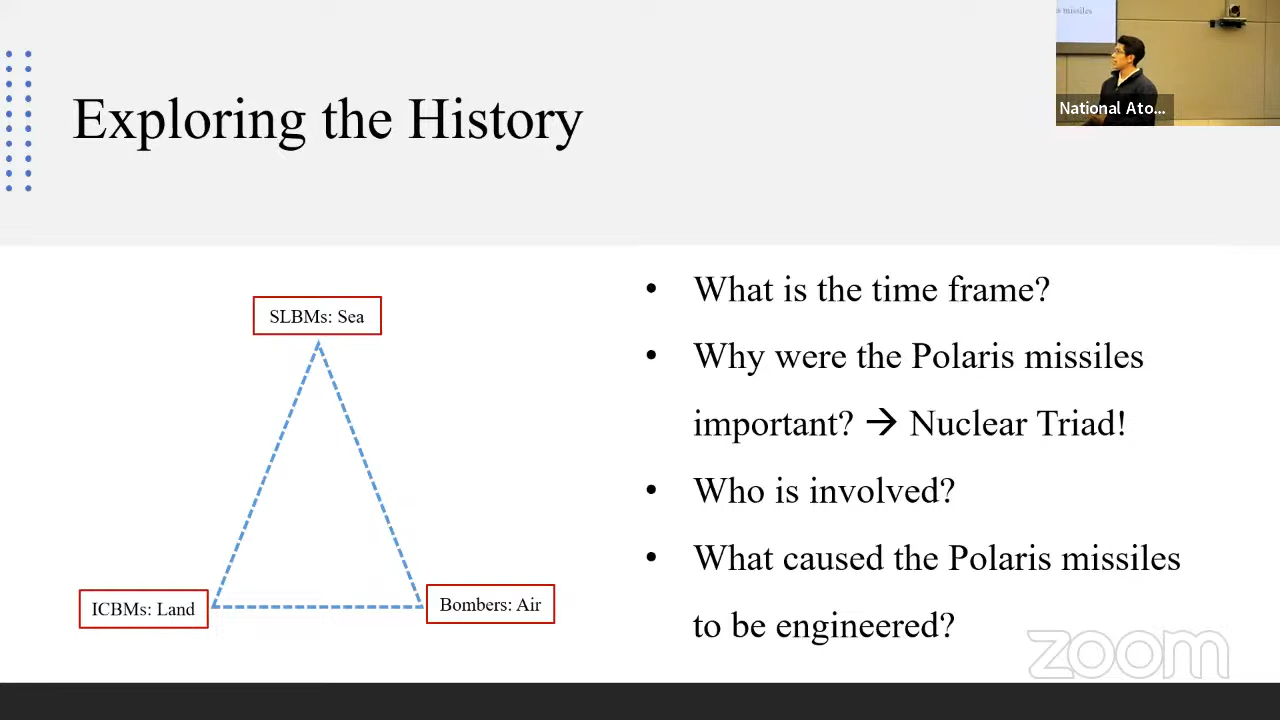 s missiles
National Ato...
Exploring the History
SLBMs: Sea
ICBMs: Land
Bombers: Air
• What is the time frame?
• Why were the Polaris missiles
important? → Nuclear Triad!
• Who is involved?
• What caused the Polaris missiles
to be engineered?
zoom